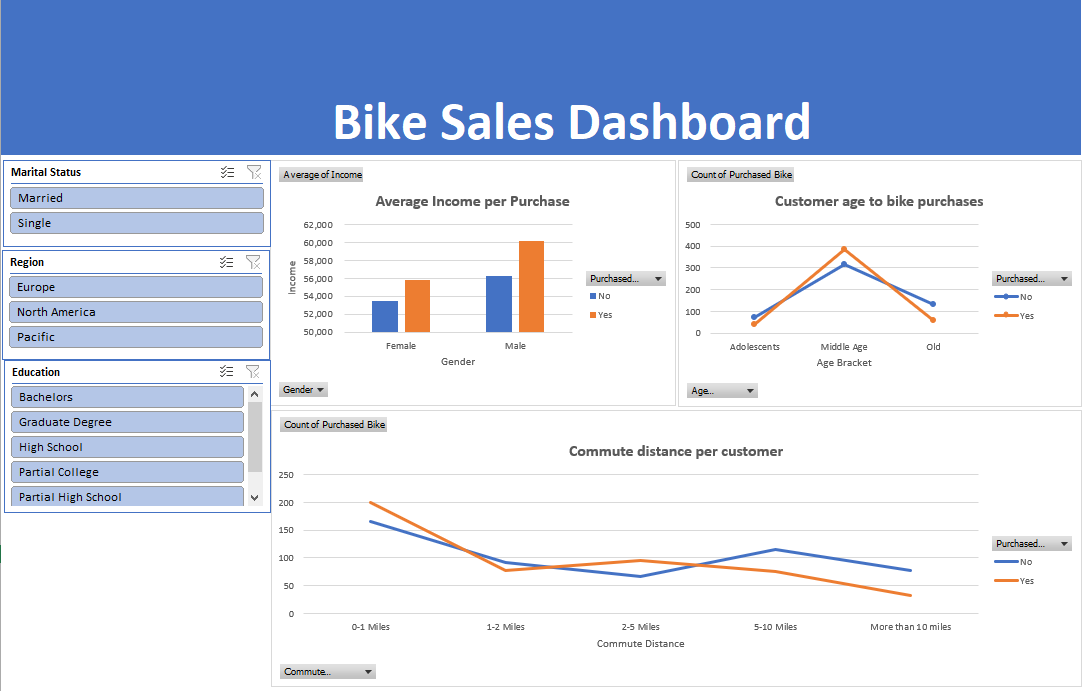 Bike Sales Dashboard
Marital Status
Married
Single
Region
Europe
North America
Pacific
Education
Bachelors
Graduate Degree
High School
Partial College
Partial High School
Average of Income
Average Income per Purchase
62,000
60,000
58,000
56,000
54,000
52,000
50,000
Income
Female
Male
Gender
Purchased...
No
Yes
Gender
Count of Purchased Bike
Customer age to bike purchases
500
400
300
200
100
0
Adolescents
Middle Age
Old
Age Bracket
Purchased...
No
Yes
Age...
Count of Purchased Bike
Commute distance per customer
250
200
150
100
50
0
0-1 Miles
1-2 Miles
2-5 Miles
5-10 Miles
More than 10 miles
Commute Distance
Purchased...
No
Yes
Commute...